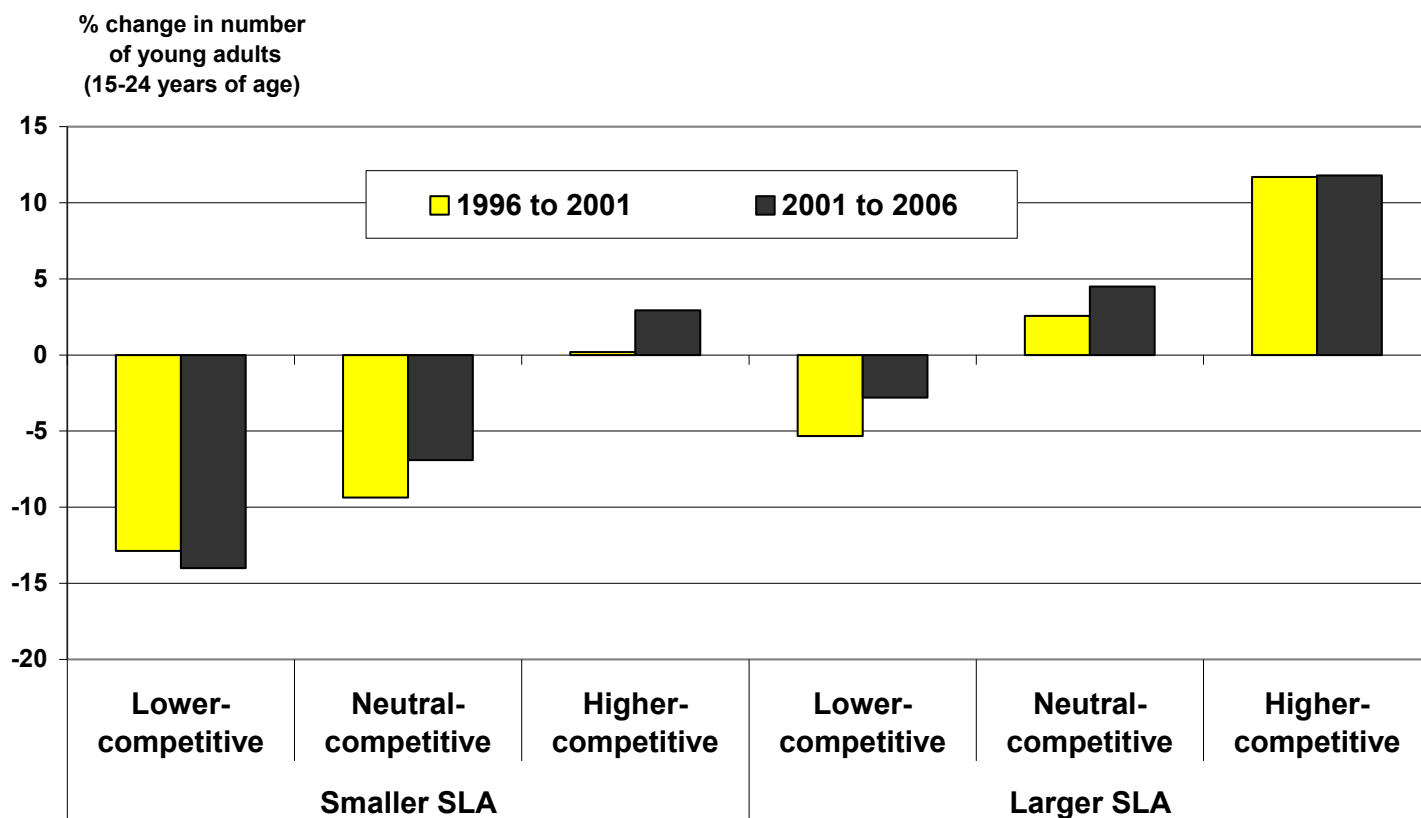 % change in number
of young adults
(15-24 years of age)
15
10
5
0
-5
-10
-15
-20
1996 to 2001
2001 to 2006
Lower-
competitive
Neutral-
competitive
Higher-
competitive
Lower-
competitive
Neutral-
competitive
Higher-
competitive
Smaller SLA
Larger SLA